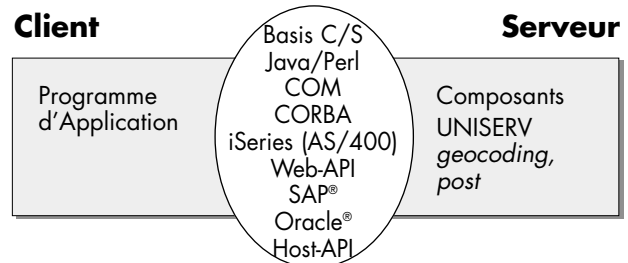 Client
Serveur
Programme
d'Application
Basis C/S
Java/Perl
COM
CORBA
iSeries (AS/400)
Web-API
SAP®
Oracle®
Host-API
Composants
UNISERV
geocoding,
post